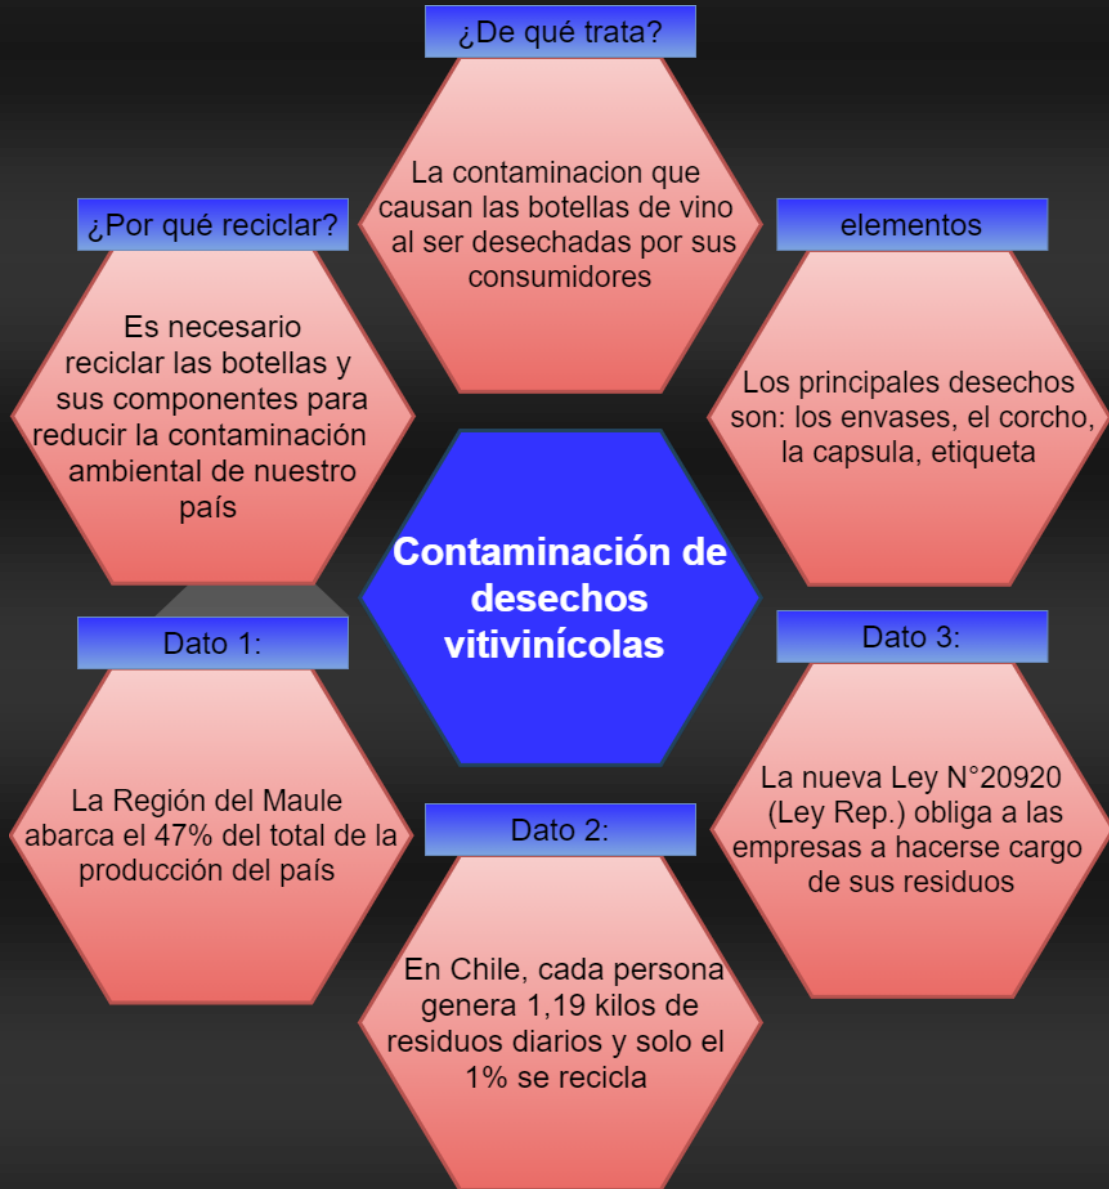 ¿De qué trata?
La contaminacion que
causan las botellas de vino
al ser desechadas por sus
consumidores
¿Por qué reciclar?
Es necesario
reciclar las botellas y
sus componentes para
reducir la contaminación
ambiental de nuestro
país
elementos
Los principales desechos
son: los envases, el corcho,
la capsula, etiqueta
Contaminación de
desechos
vitivinícolas
Dato 1:
La Región del Maule
abarca el 47% del total de la
producción del país
Dato 2:
En Chile, cada persona
genera 1,19 kilos de
residuos diarios y solo el
1% se recicla
Dato 3:
La nueva Ley N°20920
(Ley Rep.) obliga a las
empresas a hacerse cargo
de sus residuos